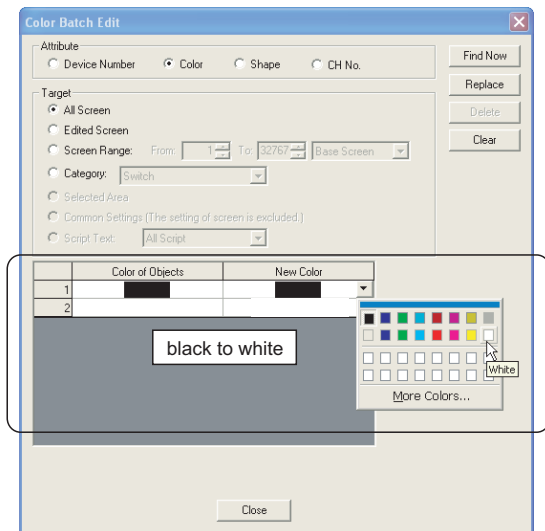 Color Batch Edit
Attribute
Device Number Color Shape CH No.
Find Now
Replace
Delete
Clear
Target
All Screen
Edited Screen
Screen Range: From: 1 To: 32767 Base Screen
Category: Switch
Selected Area
Common Settings (The setting of screen is excluded.)
Script Text: All Script
Color of Objects New Color
1
2
black to white
White
More Colors...
Close